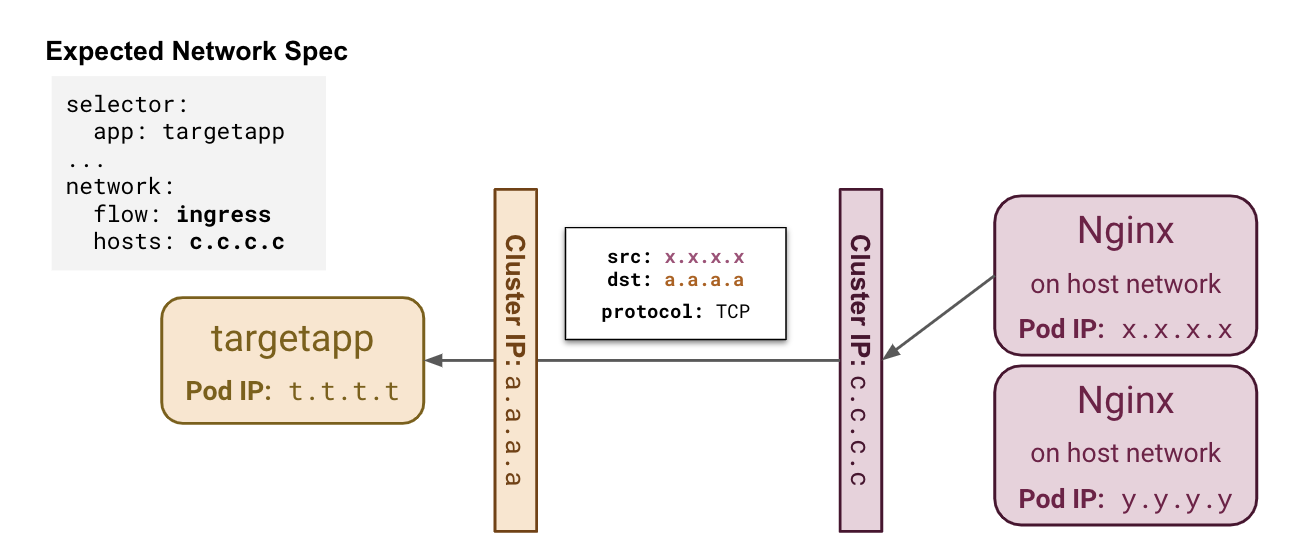 Expected Network Spec
selector:
  app: targetapp
...
network:
  flow: ingress
  hosts: c.c.c.c
targetapp
Pod IP: t.t.t.t
Cluster IP: a.a.a.a
src: x.x.x.x
dst: a.a.a.a
protocol: TCP
Cluster IP: c.c.c.c
Nginx
on host network
Pod IP: x.x.x.x
Nginx
on host network
Pod IP: y.y.y.y